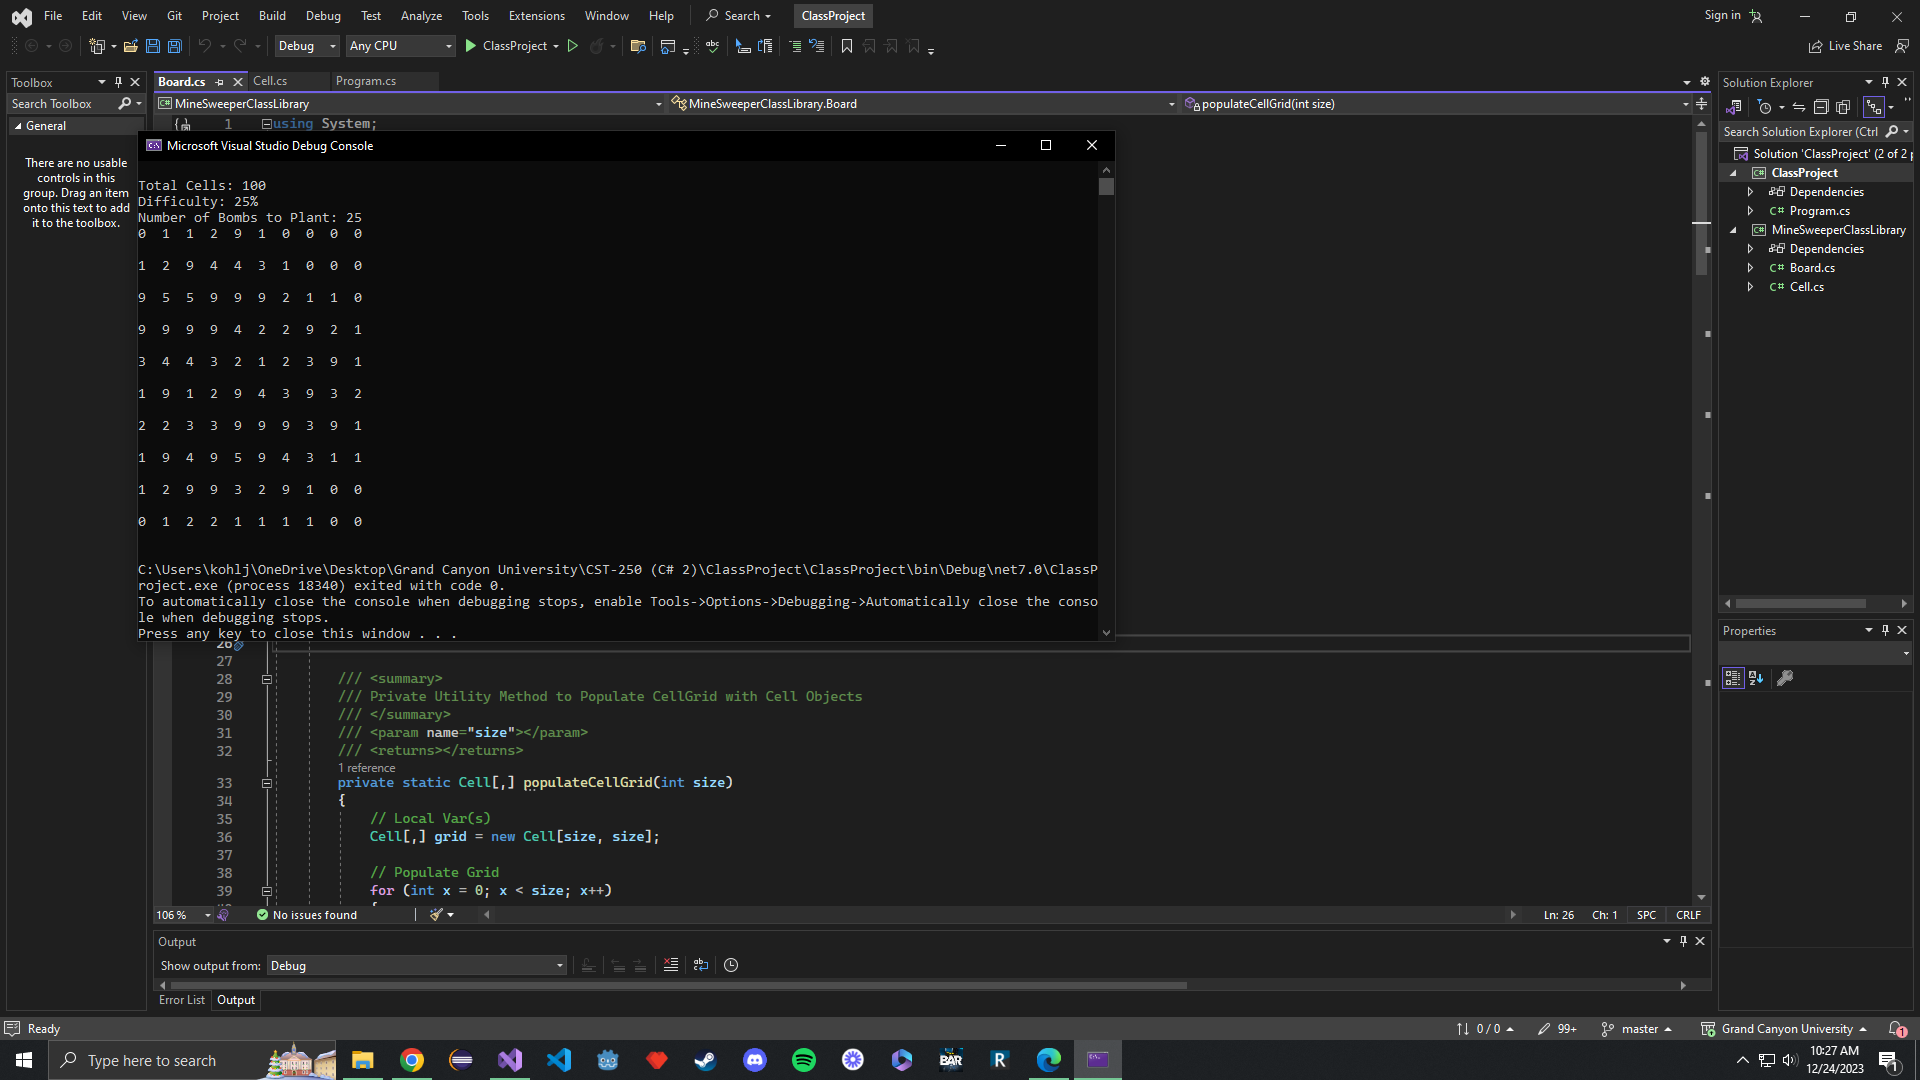 File Edit View Git Project Build Debug Test Analyze Tools Extensions Window Help Search ClassProject Sign in
Debug Any CPU ClassProject Live Share
Toolbox
Search Toolbox
General
There are no usable
controls in this
group. Drag an item
onto this text to add
it to the toolbox.
Board.cs Cell.cs Program.cs
MineSweeperClassLibrary MineSweeperClassLibrary.Board populateCellGrid(int size)
1 using System;
Microsoft Visual Studio Debug Console
Total Cells: 100
Difficulty: 25%
Number of Bombs to Plant: 25
0 1 1 2 9 1 0 0 0 0
1 2 9 4 4 3 1 0 0 0
9 5 5 9 9 9 2 1 1 0
9 9 9 9 4 2 2 9 2 1
3 4 4 3 2 1 2 3 9 1
1 9 1 2 9 4 3 9 3 2
2 2 3 3 9 9 9 3 9 1
1 9 4 9 5 9 4 3 1 1
1 2 9 9 3 2 9 1 0 0
0 1 2 2 1 1 1 1 0 0
C:\Users\kohlj\OneDrive\Desktop\Grand Canyon University\CST-250 (C# 2)\ClassProject\ClassProject\bin\Debug\net7.0\ClassP
roject.exe (process 18340) exited with code 0.
To automatically close the console when debugging stops, enable Tools->Options->Debugging->Automatically close the conso
le when debugging stops.
Press any key to close this window . . .
26
27
28 /// <summary>
29 /// Private Utility Method to Populate CellGrid with Cell Objects
30 /// </summary>
31 /// <param name="size"></param>
32 /// <returns></returns>
1 reference
33 private static Cell[,] populateCellGrid(int size)
34 {
35 // Local Var(s)
36 Cell[,] grid = new Cell[size, size];
37
38 // Populate Grid
39 for (int x = 0; x < size; x++)
106 % No issues found Ln: 26 Ch: 1 SPC CRLF
Output
Show output from: Debug
Error List Output
Solution Explorer
Search Solution Explorer (Ctrl
Solution 'ClassProject' (2 of 2 p
ClassProject
Dependencies
C# Program.cs
MineSweeperClassLibrary
Dependencies
C# Board.cs
C# Cell.cs
Properties
Ready 0 / 0 99+ master Grand Canyon University 1
Type here to search BAR R 10:27 AM
12/24/2023 1